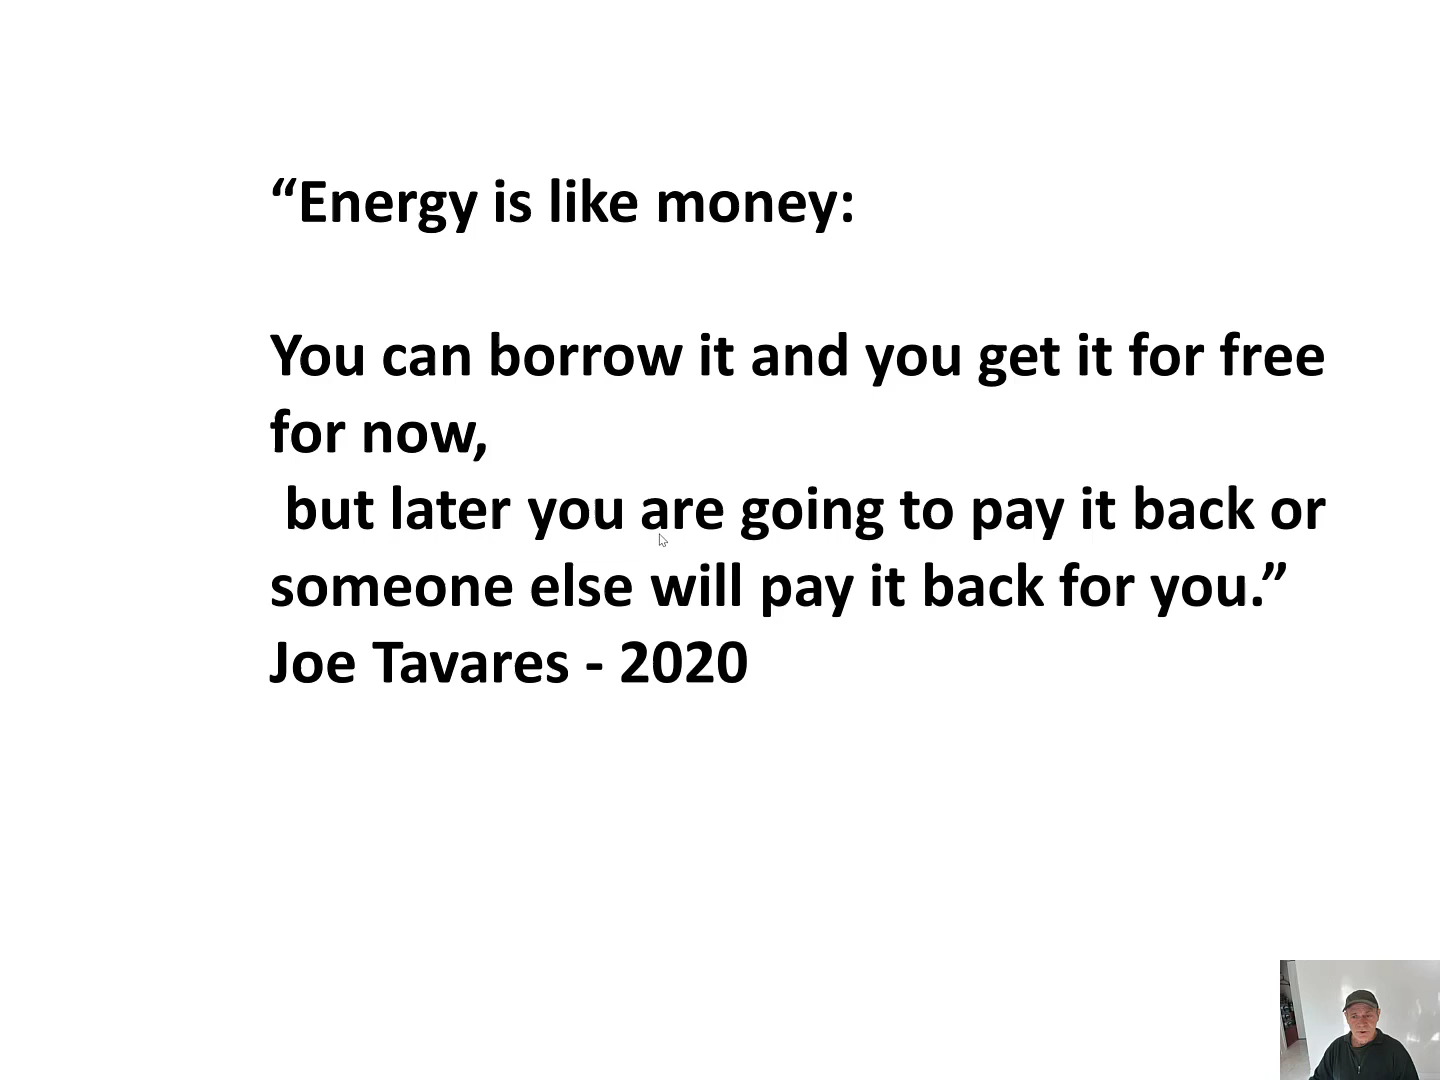 “Energy is like money:
You can borrow it and you get it for free
for now,
but later you are going to pay it back or
someone else will pay it back for you.”
Joe Tavares - 2020